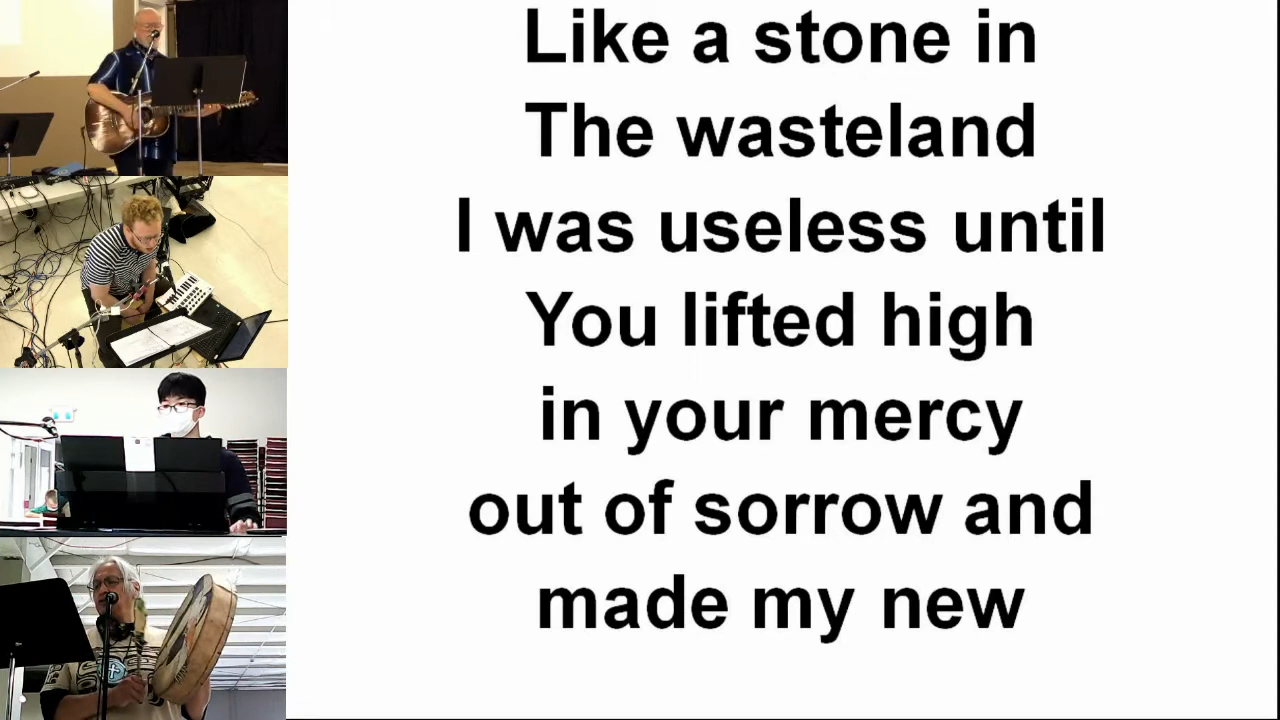 Like a stone in
The wasteland
I was useless until
You lifted high
in your mercy
out of sorrow and
made my new